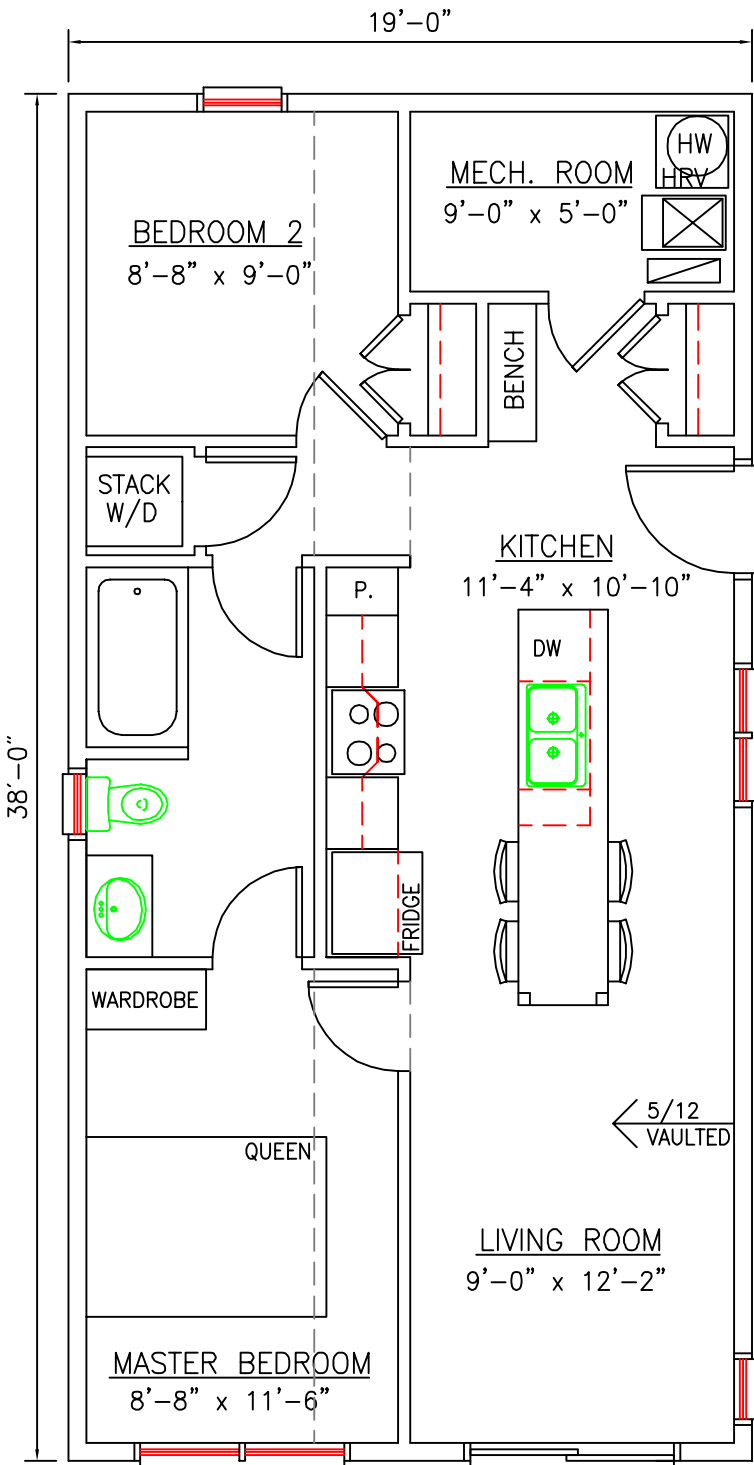 19'-0"
HW
MECH. ROOM
HRV
9'-0" x 5'-0"
BEDROOM 2
8'-8" x 9'-0"
BENCH
STACK
W/D
KITCHEN
11'-4" x 10'-10"
P.
DW
38'-0"
FRIDGE
WARDROBE
5/12
VAULTED
QUEEN
LIVING ROOM
9'-0" x 12'-2"
MASTER BEDROOM
8'-8" x 11'-6"